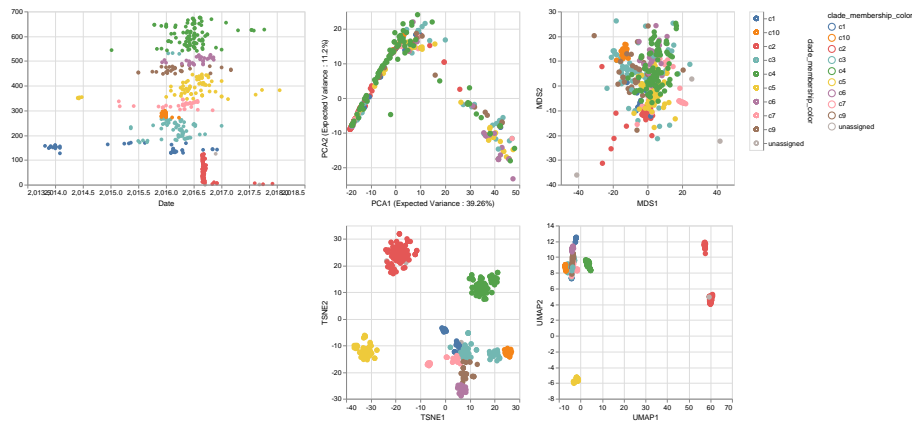 700
600
500
400
300
200
100
0
2,014.0
2,014.5
2,015.0
2,015.5
2,016.0
2,016.5
2,017.0
2,017.5
2,018.5
Date
20
10
0
-10
-20
PCA2 (Expected Variance : 11.2%)
-20
-10
0
10
20
30
40
50
PCA1 (Expected Variance : 39.26%)
30
20
10
0
-10
-20
-30
-40
MDS2
-40
-20
0
20
40
MDS1
c1
c10
c2
c3
c4
c5
c6
c7
c9
unassigned
clade_membership_color
clade_membership_color
c1
c10
c2
c3
c4
c5
c6
c7
c9
unassigned
30
20
10
0
-10
-20
-30
TSNE2
-40
-30
-20
-10
0
10
20
30
TSNE1
14
12
10
8
6
4
2
0
-2
-4
-6
-8
UMAP2
-10
0
10
20
30
40
50
60
70
UMAP1